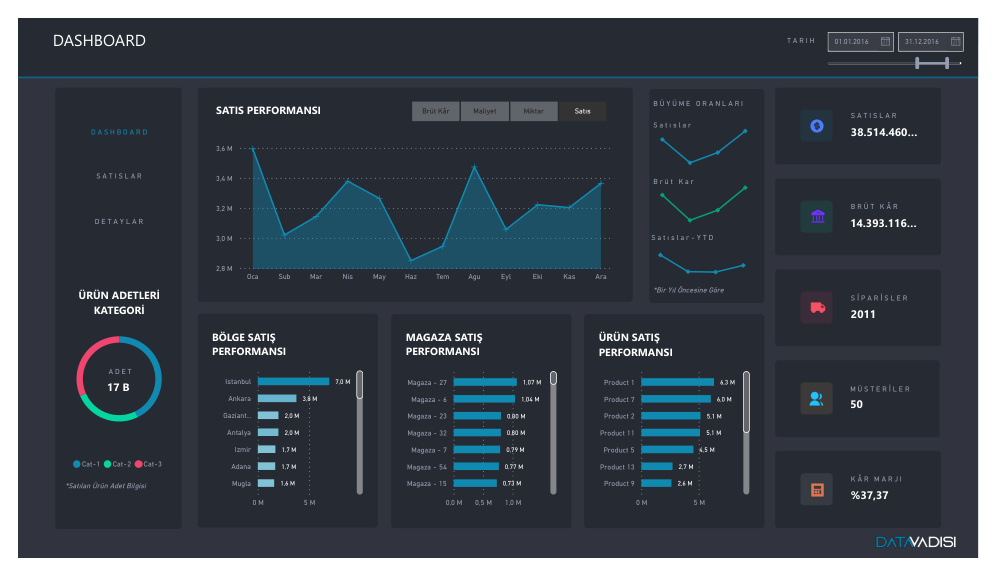 DASHBOARD
TARIH
01.01.2016
31.12.2016
DASHBOARD
SATISLAR
DETAYLAR
ÜRÜN ADETLERİ
KATEGORİ
ADET
17 B
Cat-1 Cat-2 Cat-3
*Satılan Ürün Adet Bilgisi
SATIS PERFORMANSI
Brüt Kâr Maliyet Miktar Satıs
3,6 M
3,4 M
3,2 M
3,0 M
2,8 M
Oca Sub Mar Nis May Haz Tem Agu Eyl Eki Kas Ara
BÜYÜME ORANLARI
Satıslar
Brüt Kar
Satıslar-YTD
*Bir Yıl Öncesine Göre
BÖLGE SATIŞ
PERFORMANSI
Istanbul 7,0 M
Ankara 3,8 M
Gaziant... 2,0 M
Antalya 2,0 M
Izmir 1,7 M
Adana 1,7 M
Mugla 1,6 M
0 M 5 M
MAGAZA SATIŞ
PERFORMANSI
Magaza - 27 1,07 M
Magaza - 6 1,04 M
Magaza - 23 0,80 M
Magaza - 32 0,80 M
Magaza - 7 0,79 M
Magaza - 54 0,77 M
Magaza - 15 0,73 M
0,0 M 0,5 M 1,0 M
ÜRÜN SATIŞ
PERFORMANSI
Product 1 6,3 M
Product 7 6,0 M
Product 2 5,1 M
Product 11 5,1 M
Product 5 4,5 M
Product 13 2,7 M
Product 9 2,6 M
0 M 5 M
SATISLAR
38.514.460...
BRÜT KÂR
14.393.116...
SİPARİSLER
2011
MÜSTERİLER
50
KÂR MARJI
%37,37
DATAVADISI